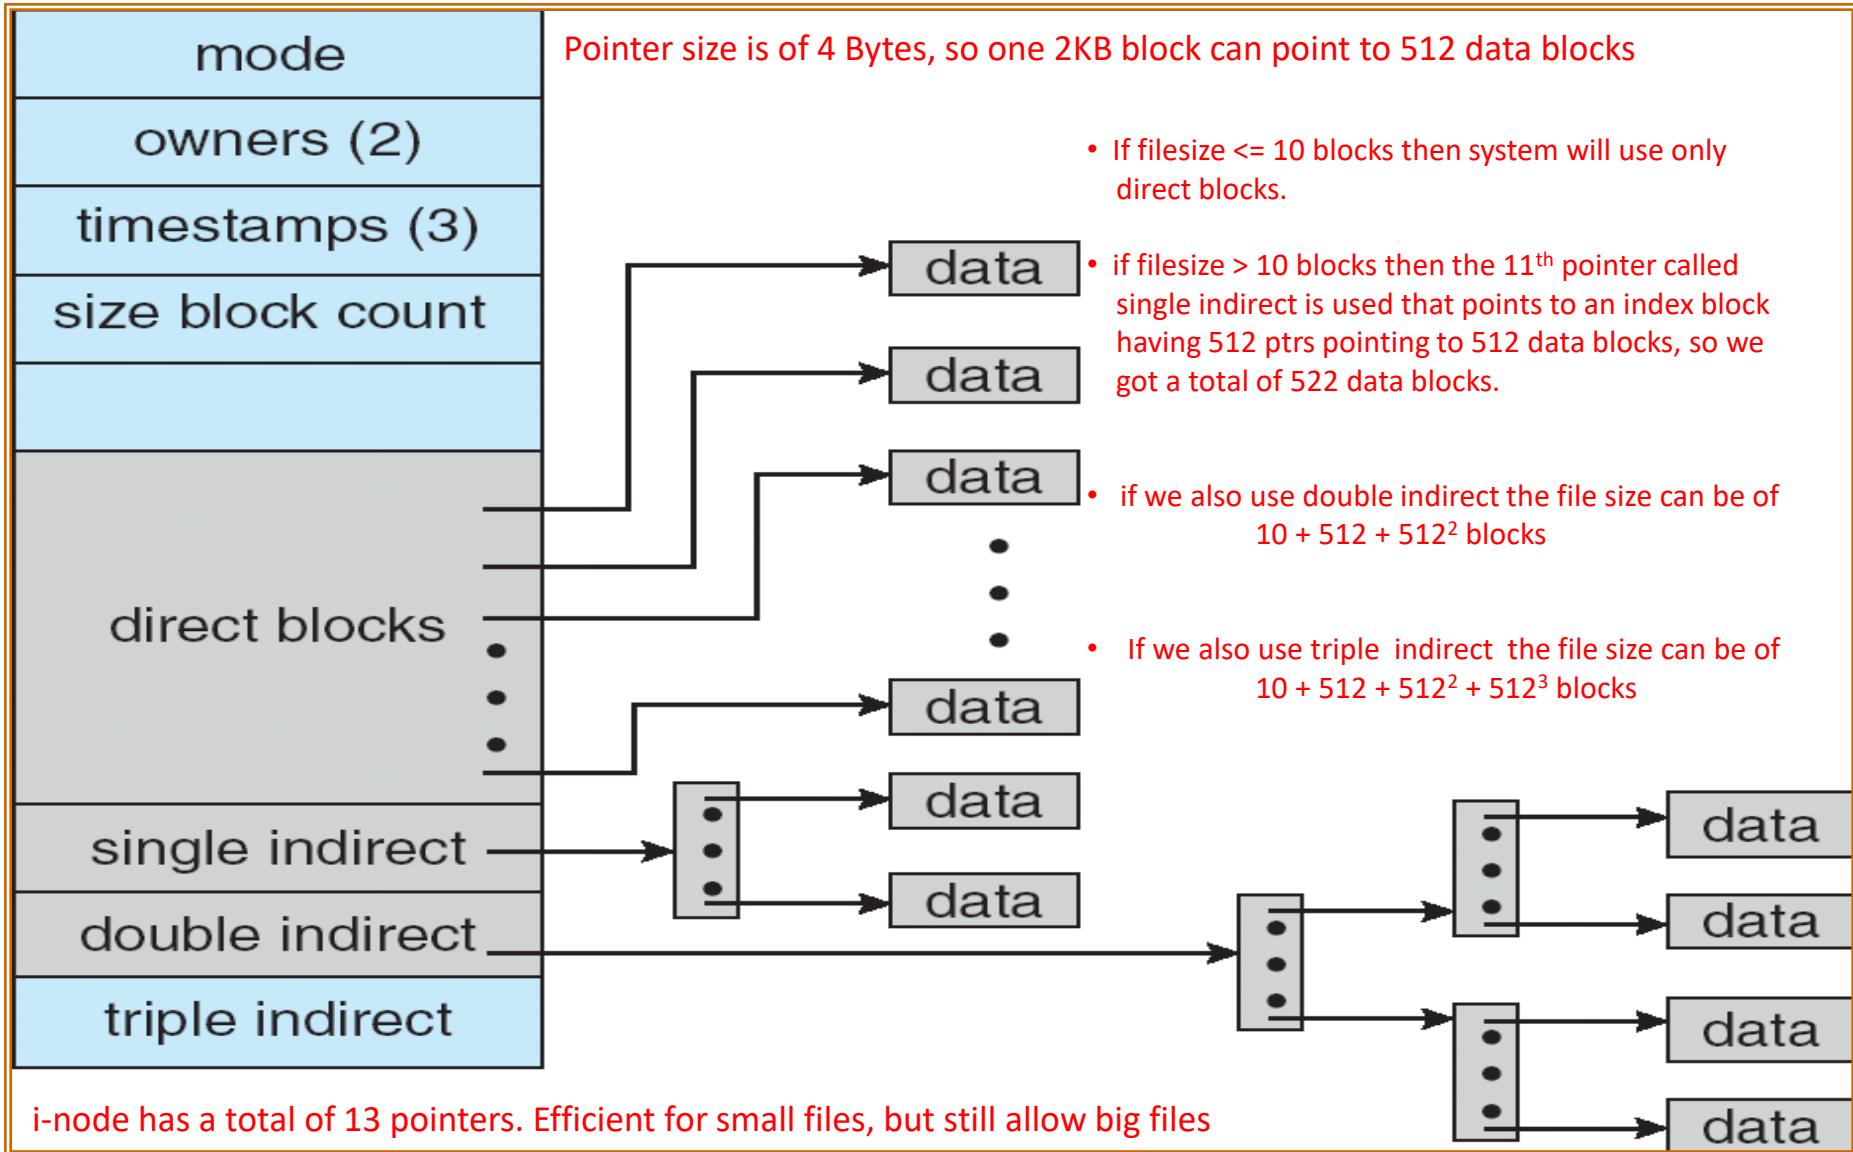 Pointer size is of 4 Bytes, so one 2KB block can point to 512 data blocks
mode
owners (2)
timestamps (3)
size block count
direct blocks
single indirect
double indirect
triple indirect
data
data
data
data
data
data
• If filesize <= 10 blocks then system will use only
direct blocks.
• if filesize > 10 blocks then the 11th pointer called
single indirect is used that points to an index block
having 512 ptrs pointing to 512 data blocks, so we
got a total of 522 data blocks.
• if we also use double indirect the file size can be of
10 + 512 + 512² blocks
• If we also use triple indirect the file size can be of
10 + 512 + 512² + 512³ blocks
data
data
data
data
i-node has a total of 13 pointers. Efficient for small files, but still allow big files